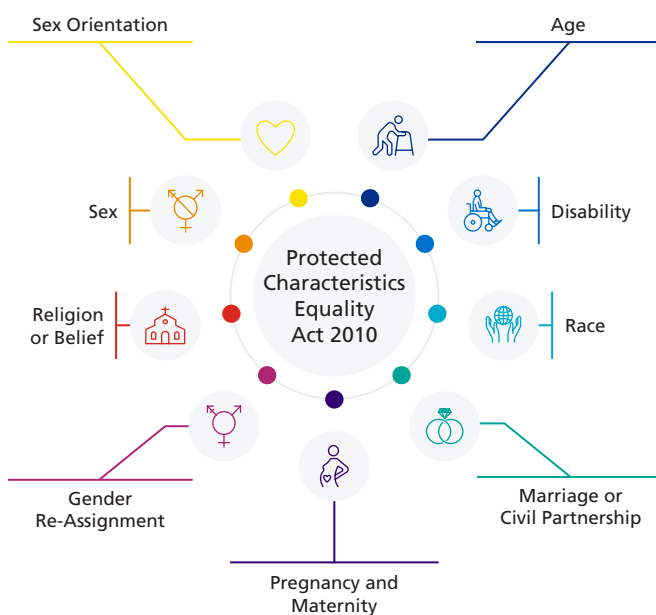 Sex Orientation
Age
Sex
Disability
Protected
Characteristics
Equality
Act 2010
Religion
or Belief
Race
Gender
Re-Assignment
Marriage or
Civil Partnership
Pregnancy and
Maternity